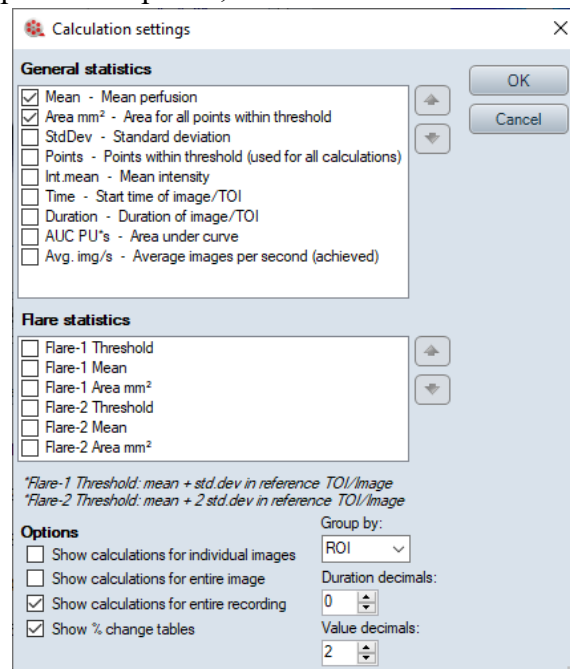 Calculation settings
General statistics
Mean - Mean perfusion
Area mm² - Area for all points within threshold
StdDev - Standard deviation
Points - Points within threshold (used for all calculations)
Int.mean - Mean intensity
Time - Start time of image/TOI
Duration - Duration of image/TOI
AUC PU*s - Area under curve
Avg. img/s - Average images per second (achieved)
OK
Cancel
Flare statistics
Flare-1 Threshold
Flare-1 Mean
Flare-1 Area mm²
Flare-2 Threshold
Flare-2 Mean
Flare-2 Area mm²
*Flare-1 Threshold: mean + std.dev in reference TOI/Image
*Flare-2 Threshold: mean + 2 std.dev in reference TOI/Image
Options
Show calculations for individual images
Show calculations for entire image
Show calculations for entire recording
Show % change tables
Group by:
ROI
Duration decimals:
0
Value decimals:
2